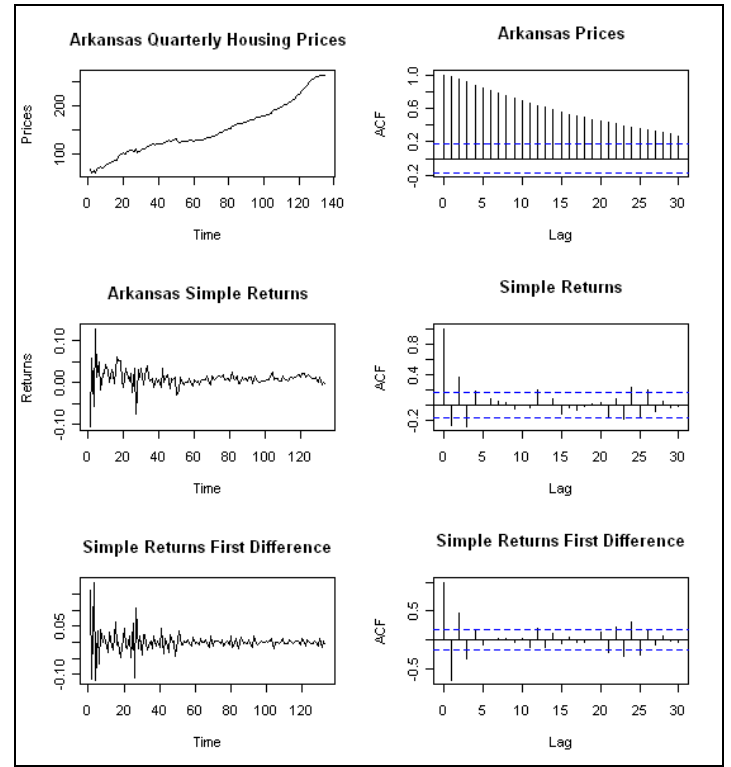 Arkansas Quarterly Housing Prices
Prices
100 200
0 20 40 60 80 100 120 140
Time
Arkansas Prices
ACF
-0.2 0.2 0.6 1.0
0 5 10 15 20 25 30
Lag
Arkansas Simple Returns
Returns
-0.10 0.00 0.10
0 20 40 60 80 100 120
Time
Simple Returns
ACF
-0.2 0.4 0.8
0 5 10 15 20 25 30
Lag
Simple Returns First Difference
-0.10 0.05
0 20 40 60 80 100 120
Time
Simple Returns First Difference
ACF
-0.5 0.5
0 5 10 15 20 25 30
Lag